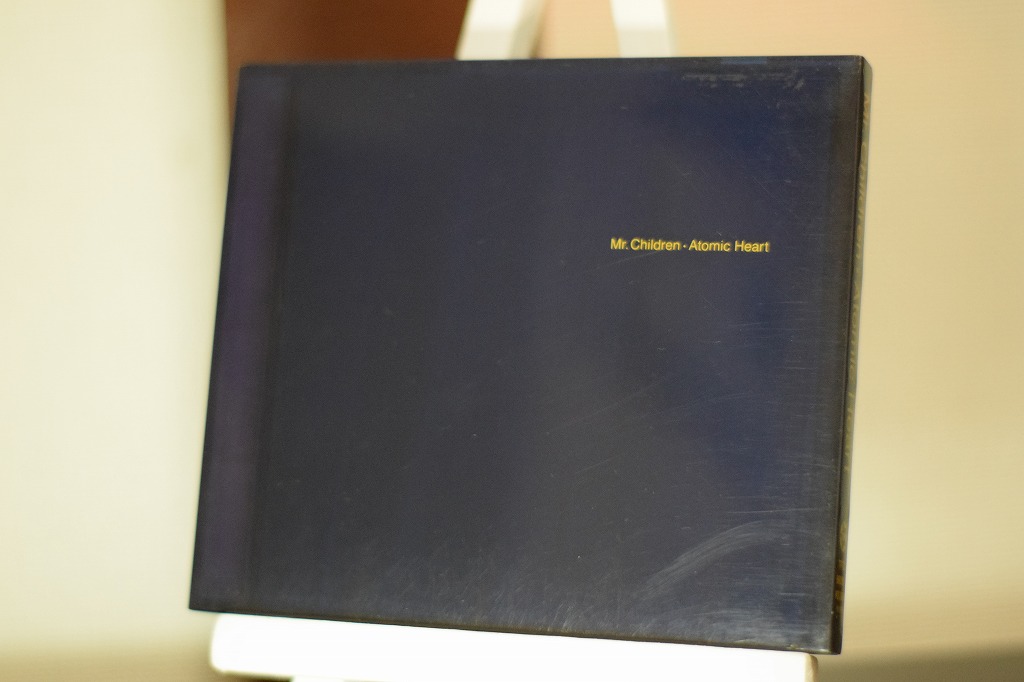 Mr. Children · Atomic Heart